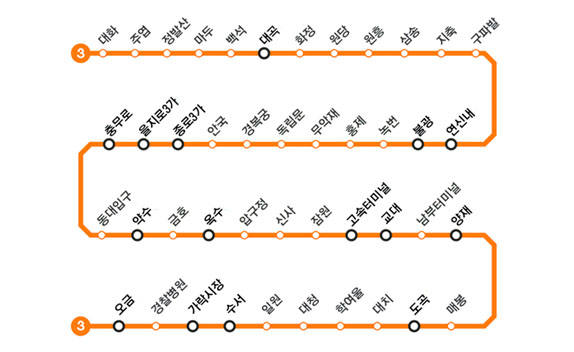 3 대화 주엽 정발산 마두 백석 대곡 화정 원당 원흥 삼송 지축 구파발
충무로 을지로3가 종로3가 안국 경복궁 독립문 무악재 홍제 녹번 불광 연신내
동대입구 약수 금호 옥수 압구정 신사 잠원 고속터미널 교대 남부터미널 양재
3 오금 경찰병원 가락시장 수서 일원 대청 학여울 대치 도곡 매봉